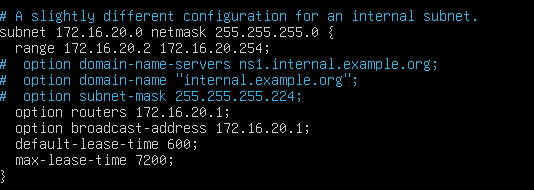 # A slightly different configuration for an internal subnet.
subnet 172.16.20.0 netmask 255.255.255.0 {
  range 172.16.20.2 172.16.20.254;
#  option domain-name-servers ns1.internal.example.org;
#  option domain-name "internal.example.org";
#  option subnet-mask 255.255.255.224;
  option routers 172.16.20.1;
  option broadcast-address 172.16.20.1;
  default-lease-time 600;
  max-lease-time 7200;
}